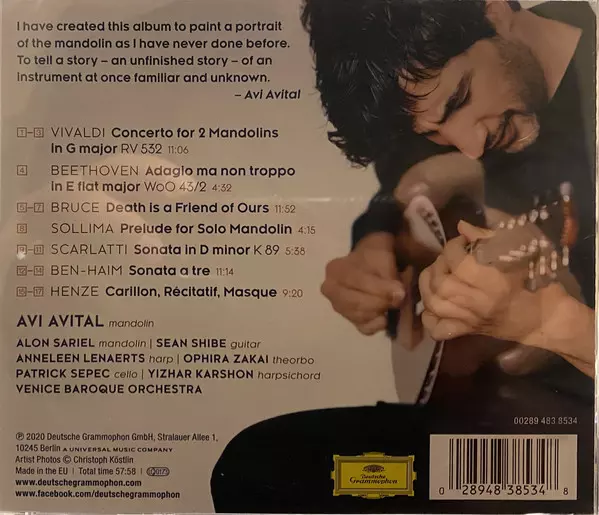 I have created this album to paint a portrait
of the mandolin as I have never done before.
To tell a story – an unfinished story – of an
instrument at once familiar and unknown.
– Avi Avital
1–3 VIVALDI Concerto for 2 Mandolins
in G major RV 532 11:06
4 BEETHOVEN Adagio ma non troppo
in E flat major WoO 43/2 4:32
5–7 BRUCE Death is a Friend of Ours 11:52
8 SOLLIMA Prelude for Solo Mandolin 4:15
9–11 SCARLATTI Sonata in D minor K 89 5:38
12–14 BEN-HAIM Sonata a tre 11:14
15–17 HENZE Carillon, Récitatif, Masque 9:20
AVI AVITAL mandolin
ALON SARIEL mandolin | SEAN SHIBE guitar
ANNELEEN LENAERTS harp | OPHIRA ZAKAI theorbo
PATRICK SEPEC cello | YIZHAR KARSHON harpsichord
VENICE BAROQUE ORCHESTRA
℗ 2020 Deutsche Grammophon GmbH, Stralauer Allee 1,
10245 Berlin A UNIVERSAL MUSIC COMPANY
Artist Photos © Christoph Köstlin
Made in the EU | Total time 57:58 |
www.deutschegrammophon.com
www.facebook.com/deutschegrammophon
Deutsche
Grammophon
00289 483 8534
0 28948 38534 8